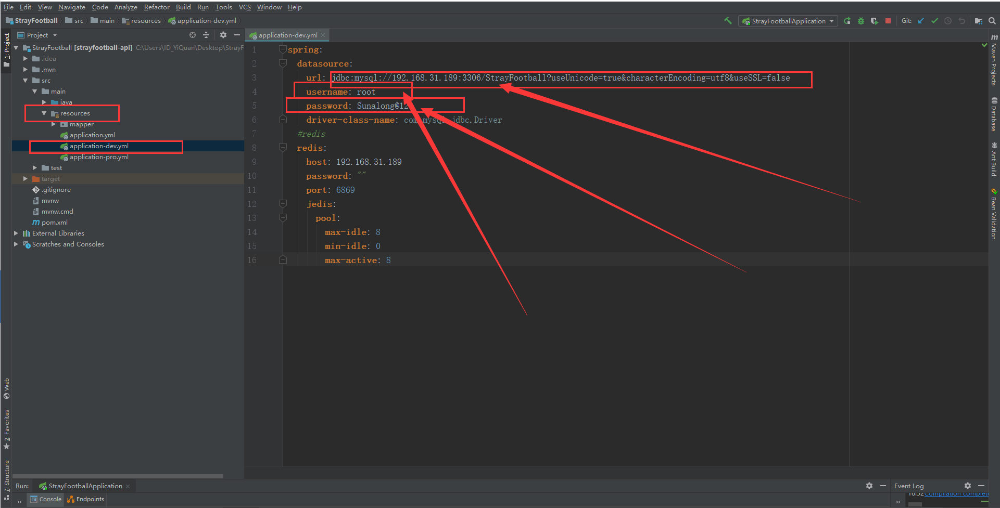 File Edit View Navigate Code Analyze Refactor Build Run Tools VCS Window Help
StrayFootball src main resources application-dev.yml
StrayFootballApplication Git:
1: Project
Project
application-dev.yml
StrayFootball [strayfootball-api] C:\Users\ID_YiQuan\Desktop\StrayF
.idea
.mvn
src
main
java
resources
mapper
application.yml
application-dev.yml
application-pro.yml
test
target
.gitignore
mvnw
mvnw.cmd
pom.xml
External Libraries
Scratches and Consoles
1 spring:
2 datasource:
3 url: jdbc:mysql://192.168.31.189:3306/StrayFootball?useUnicode=true&characterEncoding=utf8&useSSL=false
4 username: root
5 password: Sunalong@12
6 driver-class-name: com.mysql.jdbc.Driver
7 #redis
8 redis:
9 host: 192.168.31.189
10 password: ""
11 port: 6869
12 jedis:
13 pool:
14 max-idle: 8
15 min-idle: 0
16 max-active: 8
Maven Projects
Database
Ant Build
Bean Validation
Web
2: Favorites
7: Structure
Run: StrayFootballApplication
Event Log
Console Endpoints
16:52 Compilation complet